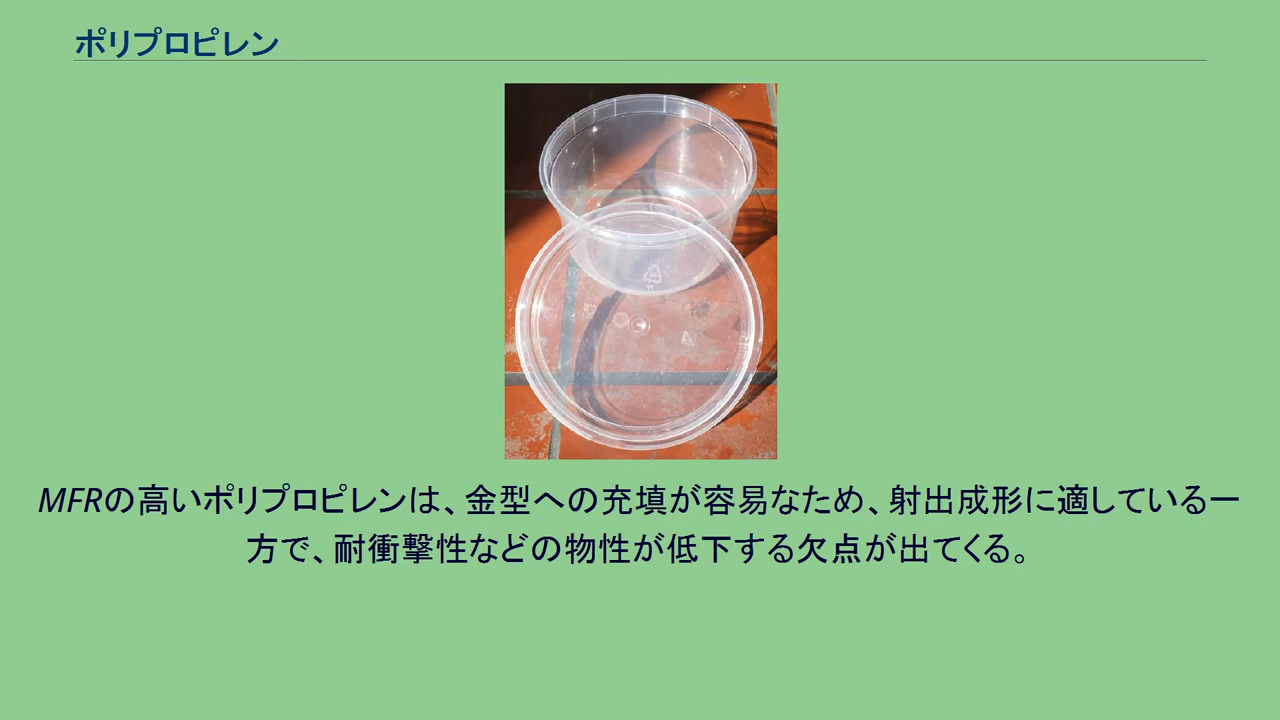 ポリプロピレン
MFRの高いポリプロピレンは、金型への充填が容易なため、射出成形に適している一
方で、耐衝撃性などの物性が低下する欠点が出てくる。